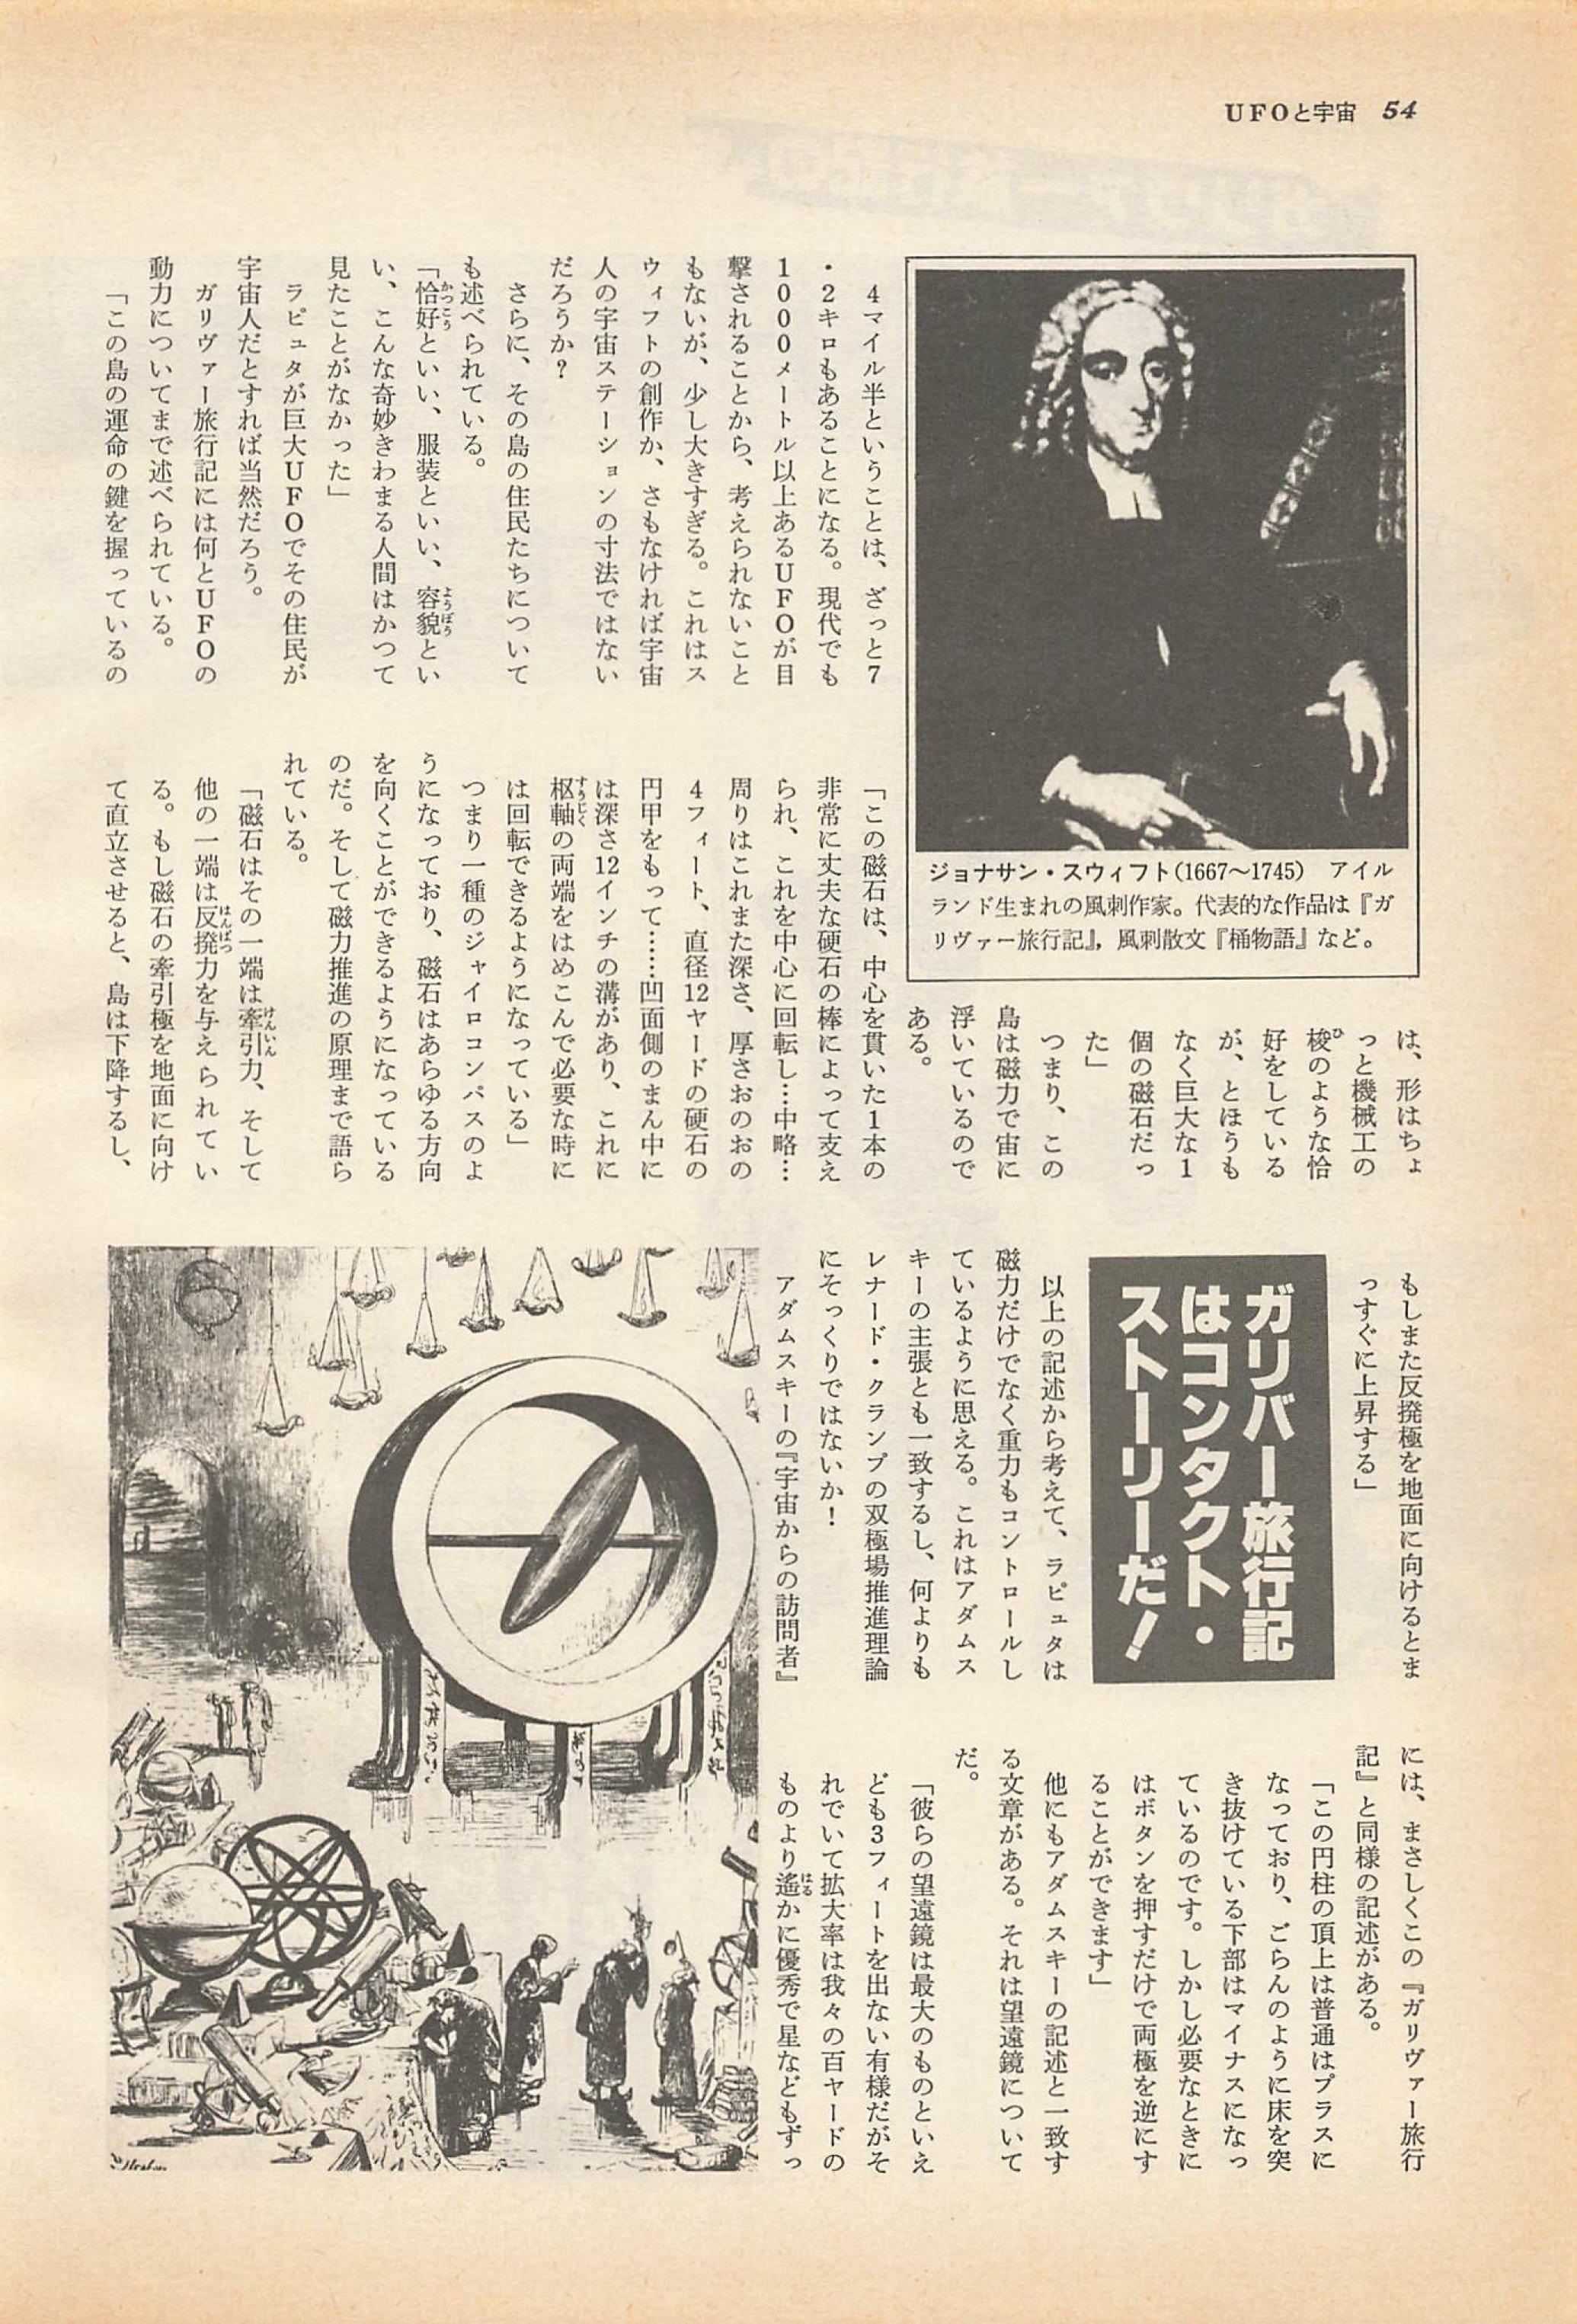 UFOと宇宙 54
ジョナサン・スウィフト(1667〜1745) アイル
ランド生まれの風刺作家。代表的な作品は『ガ
リヴァー旅行記』，風刺散文『桶物語』など。
4マイル半ということは、ざっと7
・2キロもあることになる。現代でも
1000メートル以上あるUFOが目
撃されることから、考えられないこと
もないが、少し大きすぎる。これはス
ウィフトの創作か、さもなければ宇宙
人の宇宙ステーションの寸法ではない
だろうか?
さらに、その島の住民たちについて
も述べられている。
「恰好といい、服装といい、容貌とい
い、こんな奇妙きわまる人間はかつて
見たことがなかった」
ラピュタが巨大UFOでその住民が
宇宙人だとすれば当然だろう。
ガリヴァー旅行記には何とUFOの
動力についてまで述べられている。
「この島の運命の鍵を握っているの
は、形はちょ
っと機械工の
梭のような恰
好をしている
が、とほうも
なく巨大な1
個の磁石だっ
た」
つまり、この
島は磁力で宙に
浮いているので
ある。
「この磁石は、中心を貫いた1本の
非常に丈夫な硬石の棒によって支え
られ、これを中心に回転し…中略…
周りはこれまた深さ、厚さおのおの
4フィート、直径12ヤードの硬石の
円甲をもって……凹面側のまん中に
は深さ12インチの溝があり、これに
枢軸の両端をはめこんで必要な時に
は回転できるようになっている」
つまり一種のジャイロコンパスのよ
うになっており、磁石はあらゆる方向
を向くことができるようになっている
のだ。そして磁力推進の原理まで語ら
れている。
「磁石はその一端は牽引力、そして
他の一端は反撥力を与えられてい
る。もし磁石の牽引極を地面に向け
て直立させると、島は下降するし、
もしまた反撥極を地面に向けるとま
っすぐに上昇する」
ガリバー旅行記
はコンタクト・
ストーリーだ!
以上の記述から考えて、ラピュタは
磁力だけでなく重力もコントロールし
ているように思える。これはアダムス
キーの主張とも一致するし、何よりも
レナード・クランプの双極場推進理論
にそっくりではないか!
アダムスキーの『宇宙からの訪問者』
には、まさしくこの『ガリヴァー旅行
記』と同様の記述がある。
「この円柱の頂上は普通はプラスに
なっており、ごらんのように床を突
き抜けている下部はマイナスになっ
ているのです。しかし必要なときに
はボタンを押すだけで両極を逆にす
ることができます」
他にもアダムスキーの記述と一致す
る文章がある。それは望遠鏡について
だ。
「彼らの望遠鏡は最大のものといえ
ども3フィートを出ない有様だがそ
れでいて拡大率は我々の百ヤードの
ものより遙かに優秀で星などもずっ